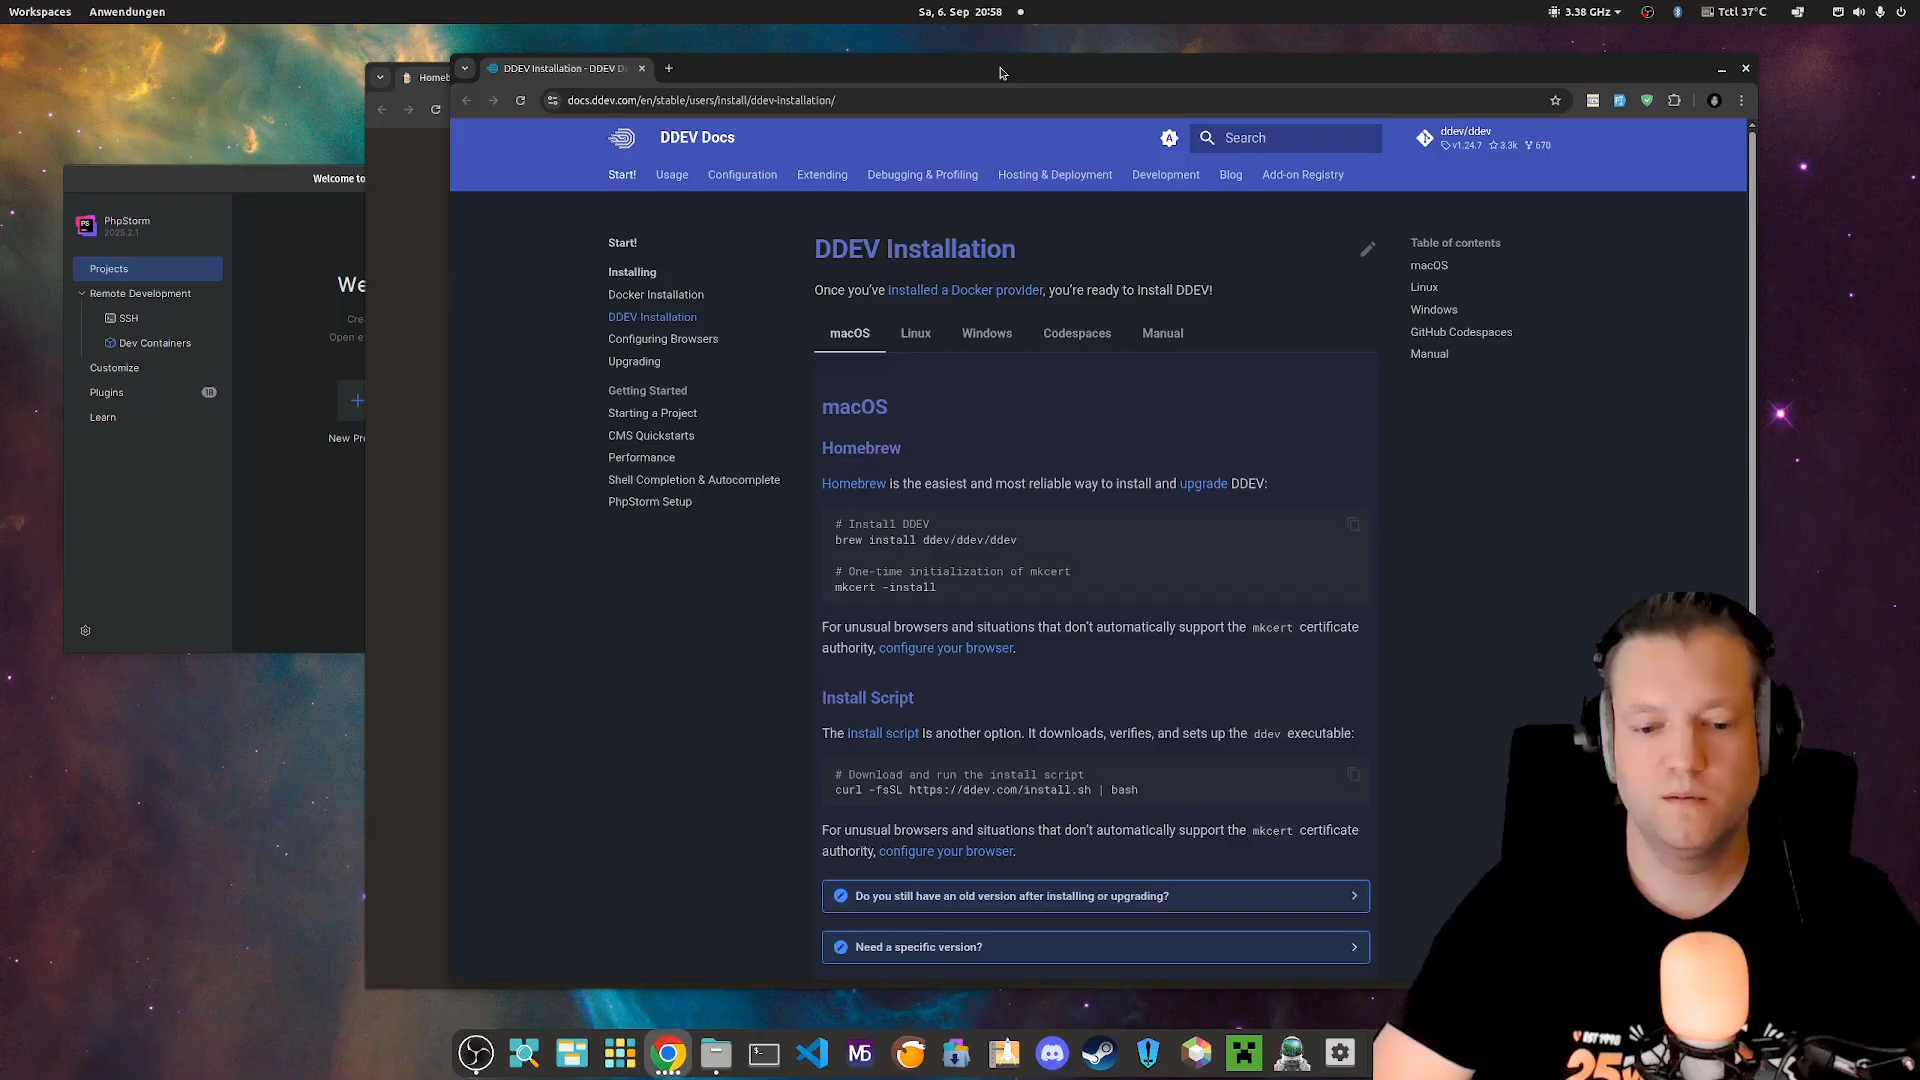 Workspaces
Anwendungen
Sa, 6. Sep 20:58
3.38 GHz
Tctl 37°C
Homeb
DDEV Installation - DDEV D
docs.ddev.com/en/stable/users/install/ddev-installation/
DDEV Docs
Search
ddev/ddev
v1.24.7 3.3k 670
Start! Usage Configuration Extending Debugging & Profiling Hosting & Deployment Development Blog Add-on Registry
Welcome to
PhpStorm
2025.2.1
Projects
Remote Development
SSH
Dev Containers
Customize
Plugins
18
Learn
We
Crea
Open e
New Pr
Start!
Installing
Docker Installation
DDEV Installation
Configuring Browsers
Upgrading
Getting Started
Starting a Project
CMS Quickstarts
Performance
Shell Completion & Autocomplete
PhpStorm Setup
DDEV Installation
Once you've installed a Docker provider, you're ready to install DDEV!
macOS Linux Windows Codespaces Manual
macOS
Homebrew
Homebrew is the easiest and most reliable way to install and upgrade DDEV:
# Install DDEV
brew install ddev/ddev/ddev
# One-time initialization of mkcert
mkcert -install
For unusual browsers and situations that don't automatically support the mkcert certificate
authority, configure your browser.
Install Script
The install script is another option. It downloads, verifies, and sets up the ddev executable:
# Download and run the install script
curl -fsSL https://ddev.com/install.sh | bash
For unusual browsers and situations that don't automatically support the mkcert certificate
authority, configure your browser.
Do you still have an old version after installing or upgrading?
Need a specific version?
Table of contents
macOS
Linux
Windows
GitHub Codespaces
Manual
EST 1998
25